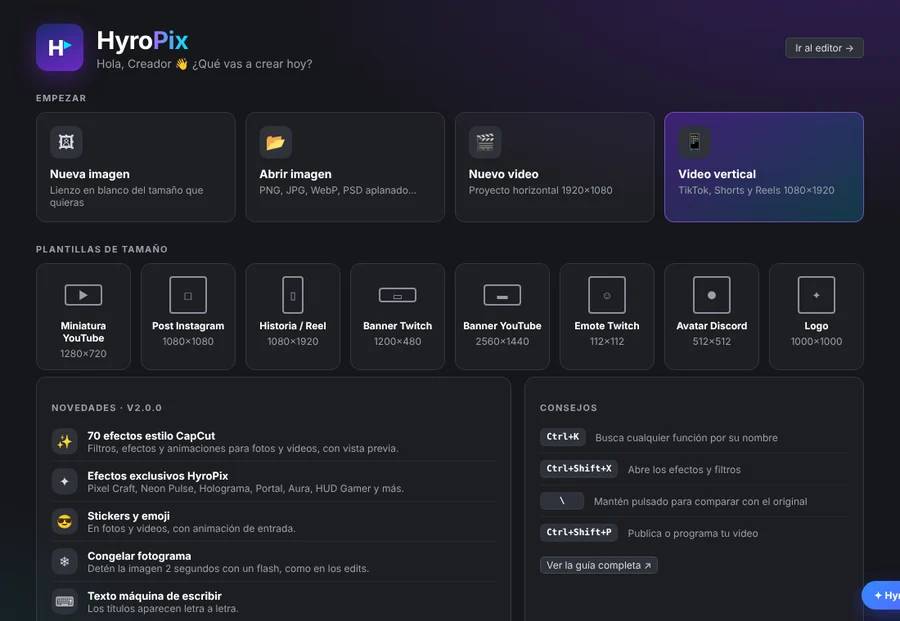 H
HyroPix
Hola, Creador 👋 ¿Qué vas a crear hoy?
Ir al editor →
EMPEZAR
Nueva imagen
Lienzo en blanco del tamaño que
quieras
Abrir imagen
PNG, JPG, WebP, PSD aplanado...
Nuevo video
Proyecto horizontal 1920×1080
Video vertical
TikTok, Shorts y Reels 1080×1920
PLANTILLAS DE TAMAÑO
Miniatura
YouTube
1280×720
Post Instagram
1080×1080
Historia / Reel
1080×1920
Banner Twitch
1200×480
Banner YouTube
2560×1440
Emote Twitch
112×112
Avatar Discord
512×512
Logo
1000×1000
NOVEDADES · V2.0.0
70 efectos estilo CapCut
Filtros, efectos y animaciones para fotos y videos, con vista previa.
Efectos exclusivos HyroPix
Pixel Craft, Neon Pulse, Holograma, Portal, Aura, HUD Gamer y más.
Stickers y emoji
En fotos y videos, con animación de entrada.
Congelar fotograma
Detén la imagen 2 segundos con un flash, como en los edits.
Texto máquina de escribir
Los títulos aparecen letra a letra.
CONSEJOS
Ctrl+K Busca cualquier función por su nombre
Ctrl+Shift+X Abre los efectos y filtros
\ Mantén pulsado para comparar con el original
Ctrl+Shift+P Publica o programa tu video
Ver la guía completa ↗
✦ Hy